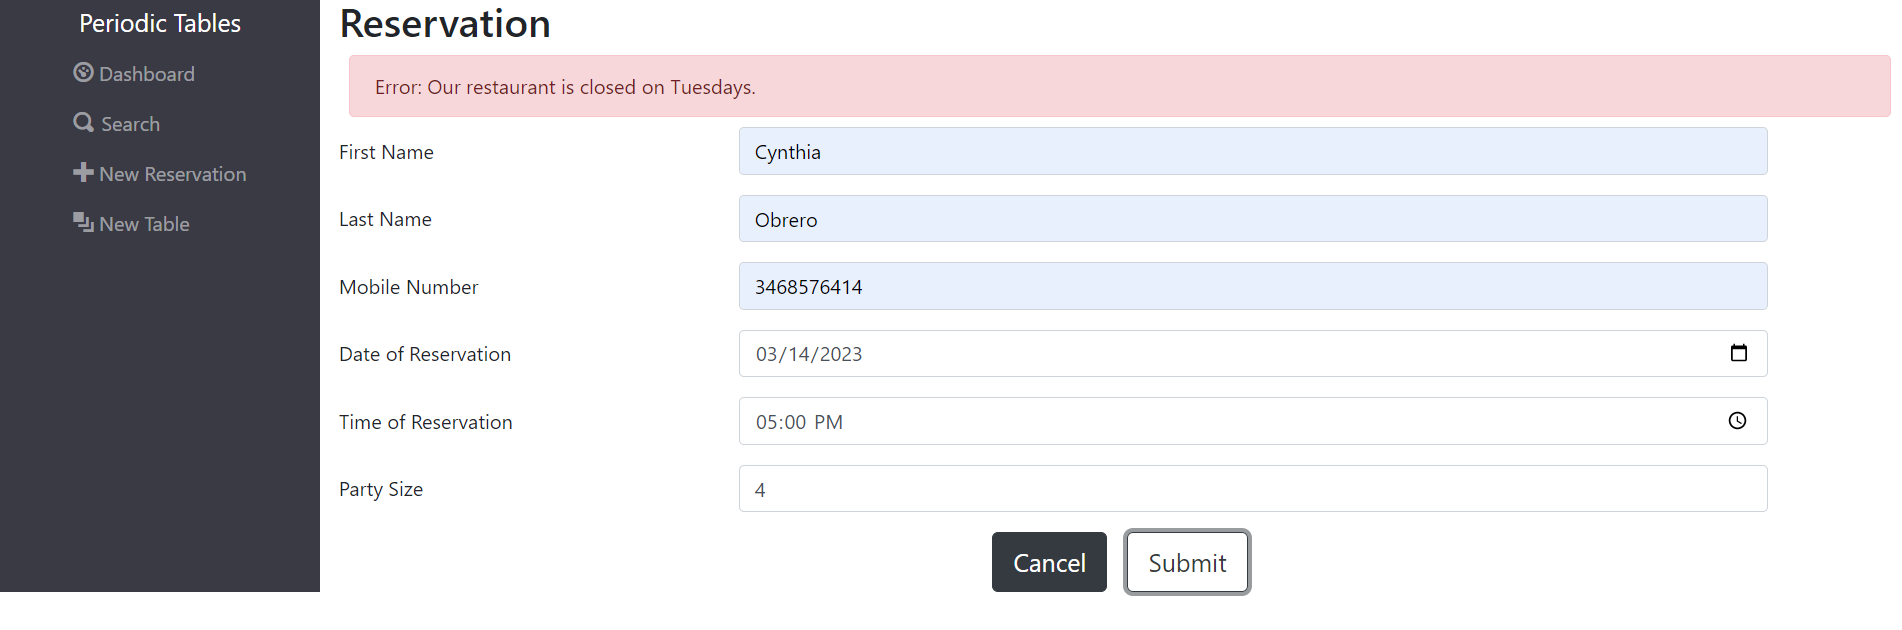 Periodic Tables
Dashboard
Search
New Reservation
New Table
Reservation
Error: Our restaurant is closed on Tuesdays.
First Name
Cynthia
Last Name
Obrero
Mobile Number
3468576414
Date of Reservation
03/14/2023
Time of Reservation
05:00 PM
Party Size
4
Cancel
Submit